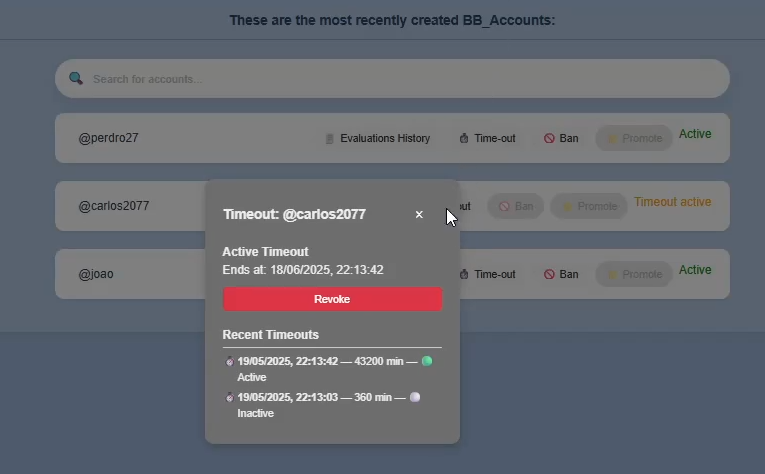 These are the most recently created BB_Accounts:
Search for accounts...
@perdro27
Evaluations History
Time-out
Ban
Promote
Active
@carlos2077
out
Ban
Promote
Timeout active
@joao
Time-out
Ban
Promote
Active
Timeout: @carlos2077
×
Active Timeout
Ends at: 18/06/2025, 22:13:42
Revoke
Recent Timeouts
19/05/2025, 22:13:42 — 43200 min —
Active
19/05/2025, 22:13:03 — 360 min —
Inactive